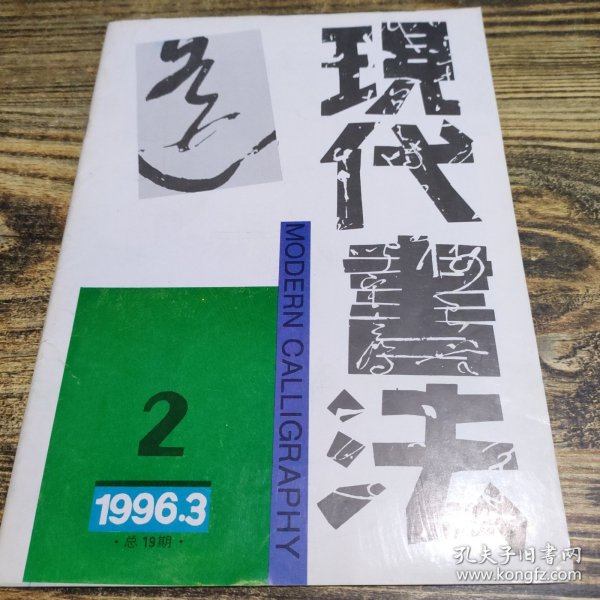 現代書法
MODERN CALLIGRAPHY
2
1996.3
·总19期·
孔夫子旧书网
www.kongfz.com